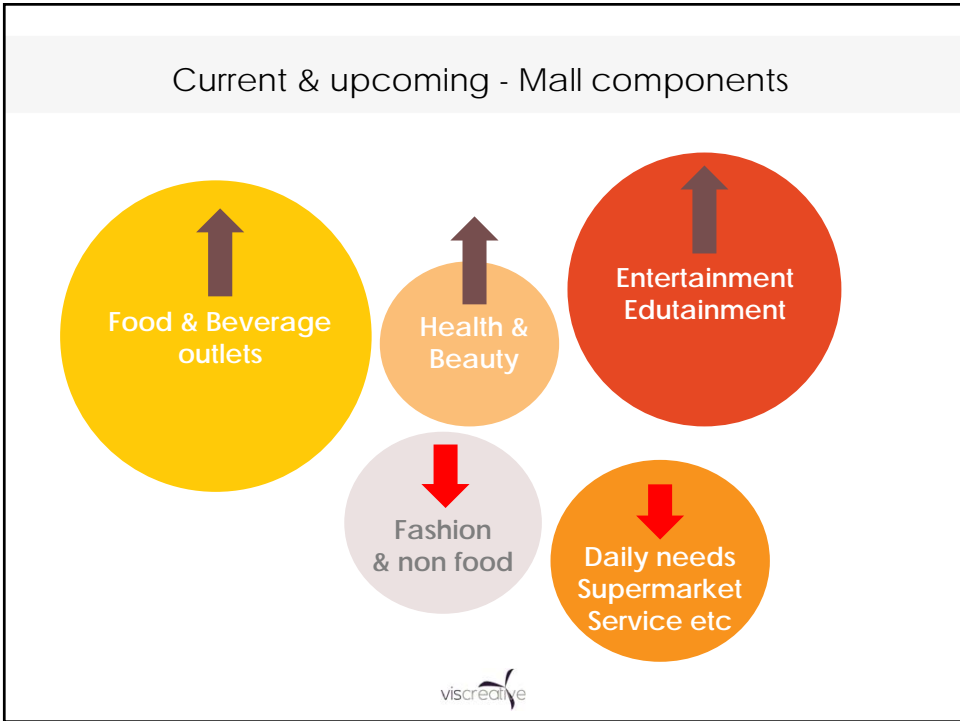 Current & upcoming - Mall components
Food & Beverage
outlets
Health &
Beauty
Entertainment
Edutainment
Fashion
& non food
Daily needs
Supermarket
Service etc
viscreative